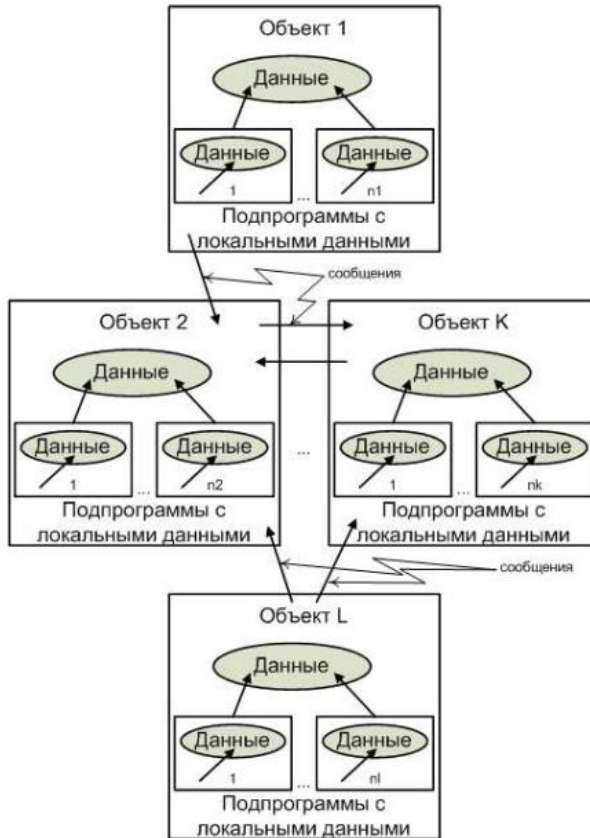 Объект 1
Данные
Данные Данные
1 ... n1
Подпрограммы с
локальными данными
сообщения
Объект 2
Данные
Данные Данные
1 ... n2
Подпрограммы с
локальными данными
...
Объект K
Данные
Данные Данные
1 ... nk
Подпрограммы с
локальными данными
сообщения
Объект L
Данные
Данные Данные
1 ... nl
Подпрограммы с
локальными данными